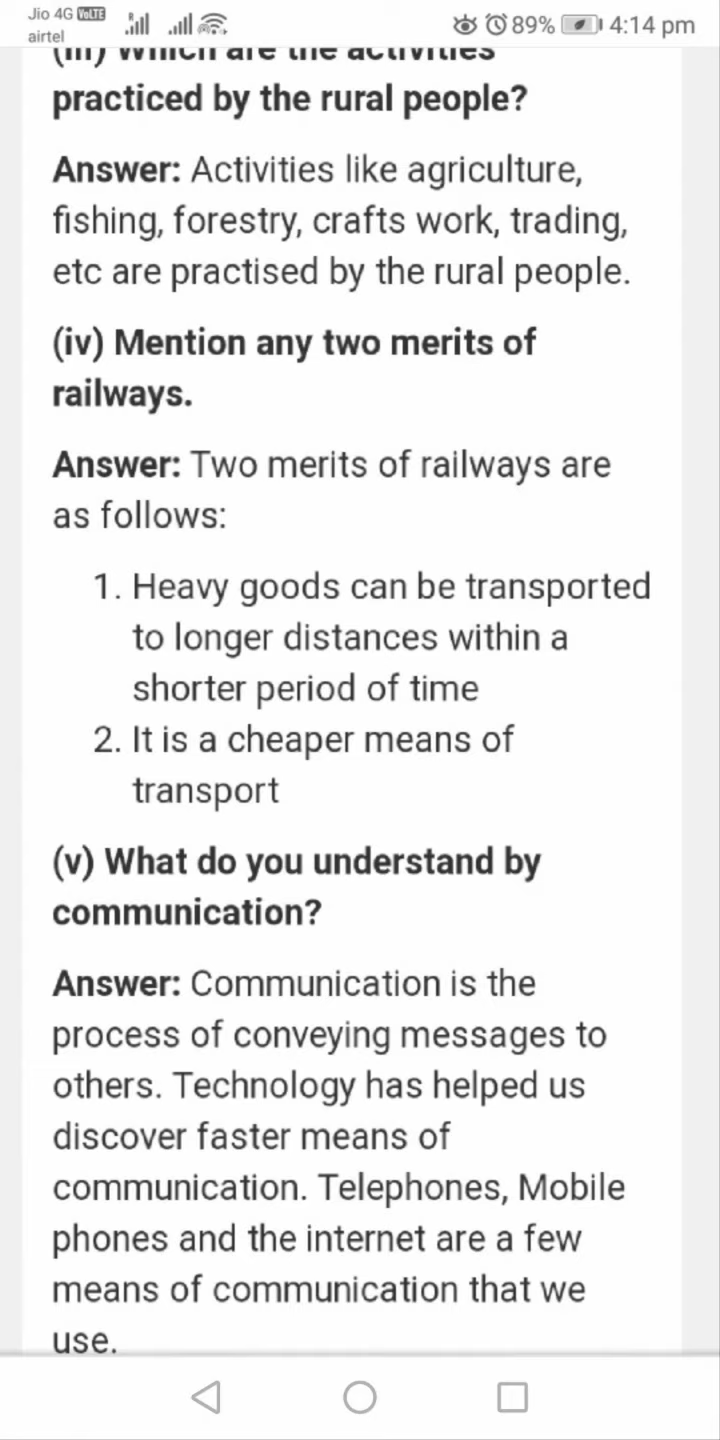 Jio 4G VoLTE
airtel
89% 4:14 pm
(iii) Which are the activities
practiced by the rural people?
Answer: Activities like agriculture,
fishing, forestry, crafts work, trading,
etc are practised by the rural people.
(iv) Mention any two merits of
railways.
Answer: Two merits of railways are
as follows:
1. Heavy goods can be transported
to longer distances within a
shorter period of time
2. It is a cheaper means of
transport
(v) What do you understand by
communication?
Answer: Communication is the
process of conveying messages to
others. Technology has helped us
discover faster means of
communication. Telephones, Mobile
phones and the internet are a few
means of communication that we
use.